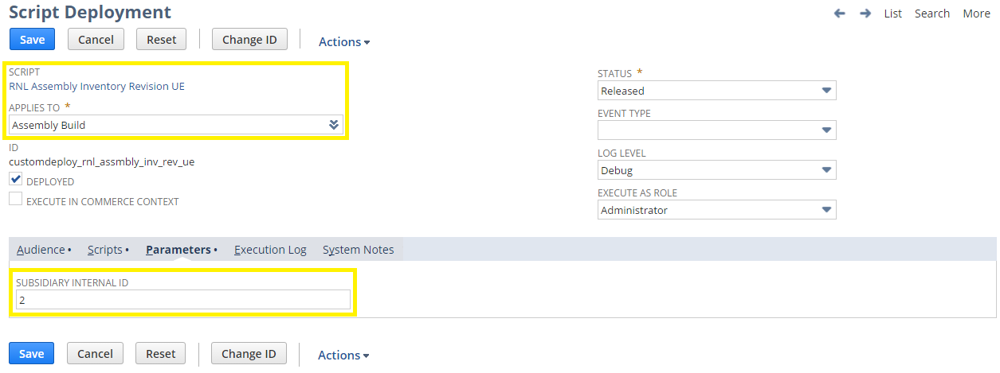 Script Deployment
List Search More
Save Cancel Reset Change ID Actions
SCRIPT
RNL Assembly Inventory Revision UE
APPLIES TO *
Assembly Build
ID
customdeploy_rnl_assmbly_inv_rev_ue
DEPLOYED
EXECUTE IN COMMERCE CONTEXT
STATUS *
Released
EVENT TYPE
LOG LEVEL
Debug
EXECUTE AS ROLE
Administrator
Audience • Scripts • Parameters • Execution Log System Notes
SUBSIDIARY INTERNAL ID
2
Save Cancel Reset Change ID Actions